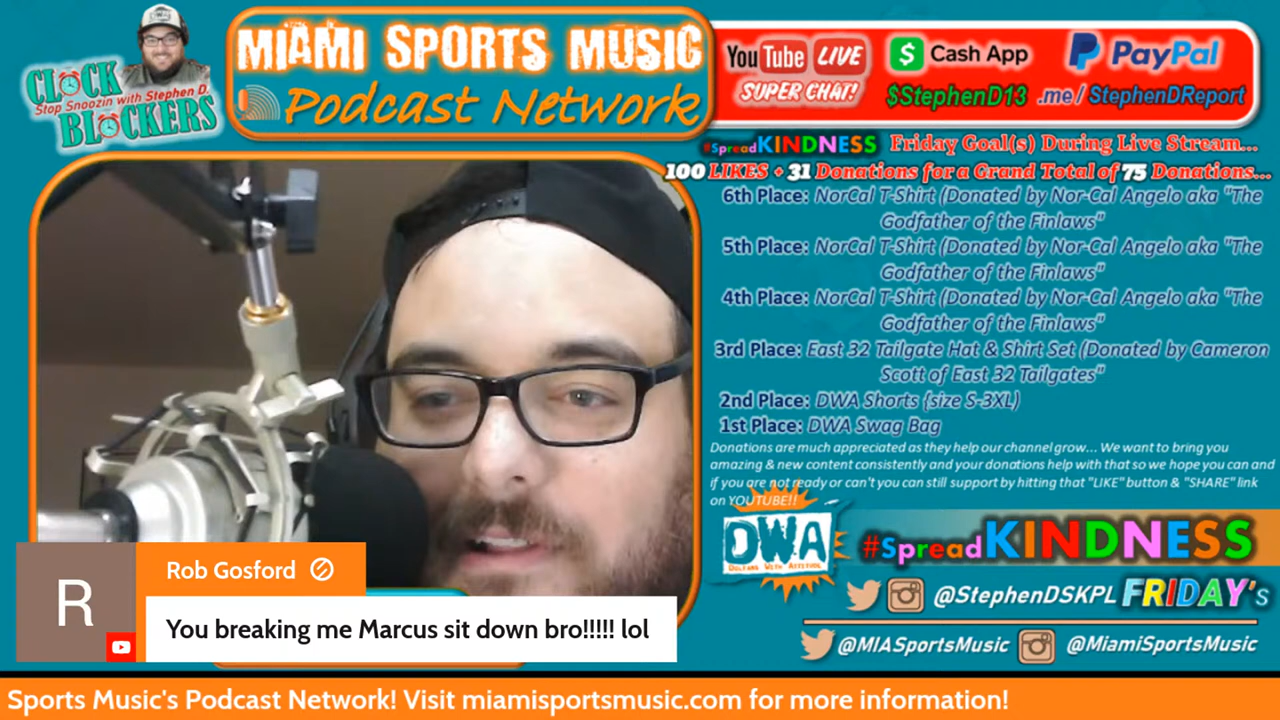 CLOCK
Stop Snoozin with Stephen D.
BLOCKERS
DWA
MIAMI SPORTS MUSIC
Podcast Network
YouTube LIVE
SUPER CHAT!
$ Cash App
$StephenD13
PayPal
.me/StephenDReport
#SpreadKINDNESS Friday Goal(s) During Live Stream...
100 LIKES + 31 Donations for a Grand Total of 75 Donations...
6th Place: NorCal T-Shirt (Donated by Nor-Cal Angelo aka "The
Godfather of the Finlaws"
5th Place: NorCal T-Shirt (Donated by Nor-Cal Angelo aka "The
Godfather of the Finlaws"
4th Place: NorCal T-Shirt (Donated by Nor-Cal Angelo aka "The
Godfather of the Finlaws"
3rd Place: East 32 Tailgate Hat & Shirt Set (Donated by Cameron
Scott of East 32 Tailgates"
2nd Place: DWA Shorts (size S-3XL)
1st Place: DWA Swag Bag
Donations are much appreciated as they help our channel grow... We want to bring you
amazing & new content consistently and your donations help with that so we hope you can and
if you are not ready or can't you can still support by hitting that "LIKE" button & "SHARE" link
on YOUTUBE!!
DWA
DOLFANS WITH ATTITUDE
#SpreadKINDNESS
@StephenDSKPL FRIDAY's
@MIASportsMusic @MiamiSportsMusic
R
Rob Gosford
You breaking me Marcus sit down bro!!!!! lol
Sports Music's Podcast Network! Visit miamisportsmusic.com for more information!